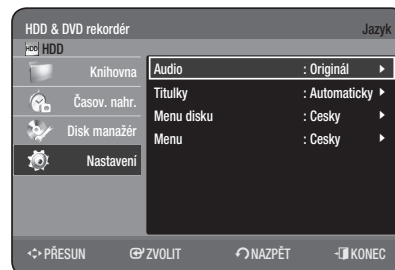 HDD & DVD rekordér Jazyk
HDD HDD
Knihovna
Časov. nahr.
Disk manažér
Nastavení
Audio : Originál ►
Titulky : Automaticky ►
Menu disku : Cesky ►
Menu : Cesky ►
PŘESUN ZVOLIT NAZPĚT KONEC